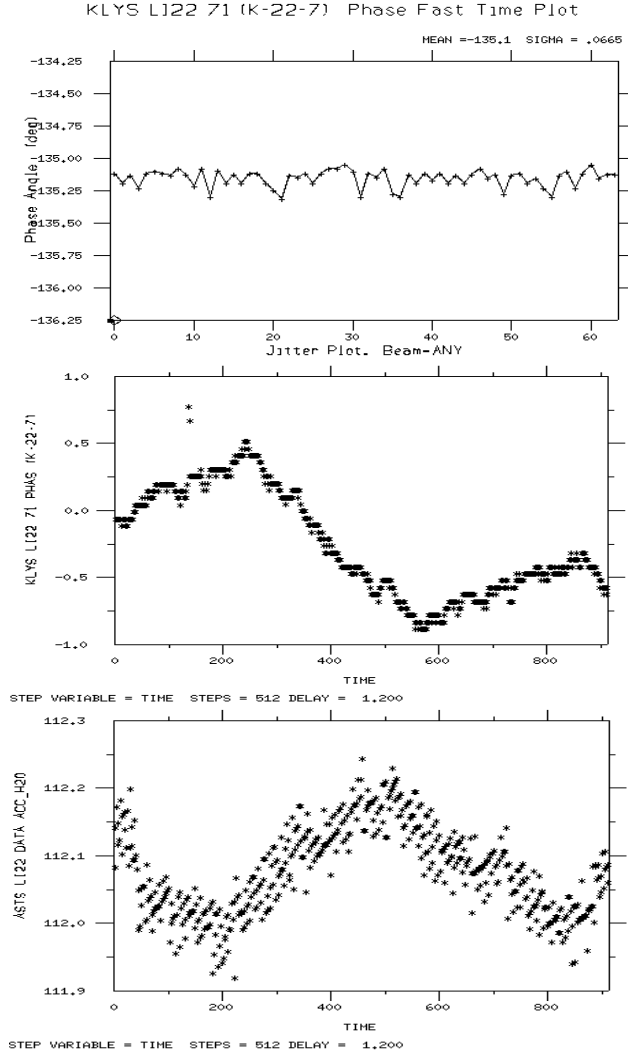 KLYS LI22 71 (K-22-7) Phase Fast Time Plot
MEAN =-135.1 SIGMA = .0665
-134.25
-134.50
-134.75
-135.00
-135.25
-135.50
-135.75
-136.00
-136.25
Phase Angle (deg)
0 10 20 30 40 50 60
Jitter Plot. Beam-ANY
1.0
0.5
0.0
-0.5
-1.0
KLYS LI22 71 PHAS (K-22-7)
0 200 400 600 800
TIME
STEP VARIABLE = TIME STEPS = 512 DELAY = 1.200
112.3
112.2
112.1
112.0
111.9
ASTS LI22 DATA ACC_H2O
0 200 400 600 800
TIME
STEP VARIABLE = TIME STEPS = 512 DELAY = 1.200